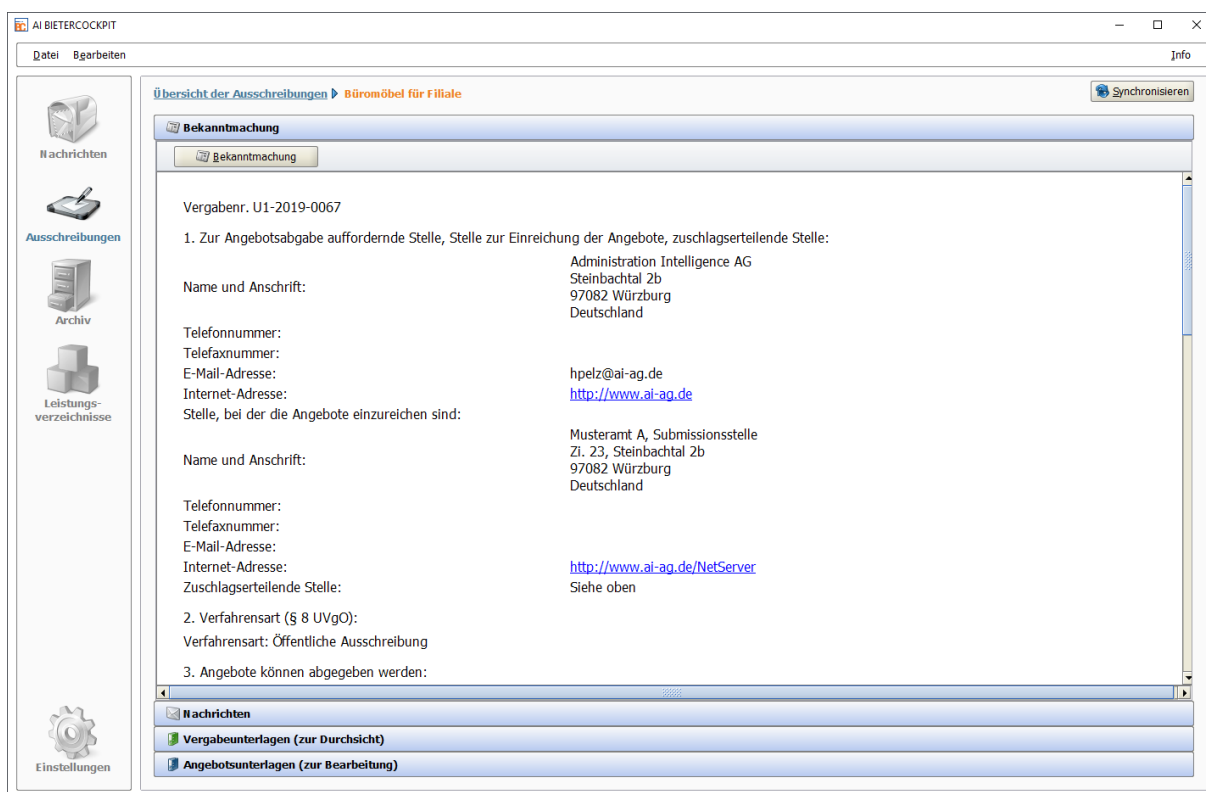 AI BIETERCOCKPIT
Datei Bearbeiten Info
Übersicht der Ausschreibungen Büromöbel für Filiale
Synchronisieren
Nachrichten
Ausschreibungen
Archiv
Leistungs-
verzeichnisse
Einstellungen
Bekanntmachung
Bekanntmachung
Vergabenr. U1-2019-0067
1. Zur Angebotsabgabe auffordernde Stelle, Stelle zur Einreichung der Angebote, zuschlagserteilende Stelle:
Name und Anschrift:
Administration Intelligence AG
Steinbachtal 2b
97082 Würzburg
Deutschland
Telefonnummer:
Telefaxnummer:
E-Mail-Adresse: hpelz@ai-ag.de
Internet-Adresse: http://www.ai-ag.de
Stelle, bei der die Angebote einzureichen sind:
Name und Anschrift:
Musteramt A, Submissionsstelle
Zi. 23, Steinbachtal 2b
97082 Würzburg
Deutschland
Telefonnummer:
Telefaxnummer:
E-Mail-Adresse:
Internet-Adresse: http://www.ai-ag.de/NetServer
Zuschlagserteilende Stelle: Siehe oben
2. Verfahrensart (§ 8 UVgO):
Verfahrensart: Öffentliche Ausschreibung
3. Angebote können abgegeben werden:
Nachrichten
Vergabeunterlagen (zur Durchsicht)
Angebotsunterlagen (zur Bearbeitung)